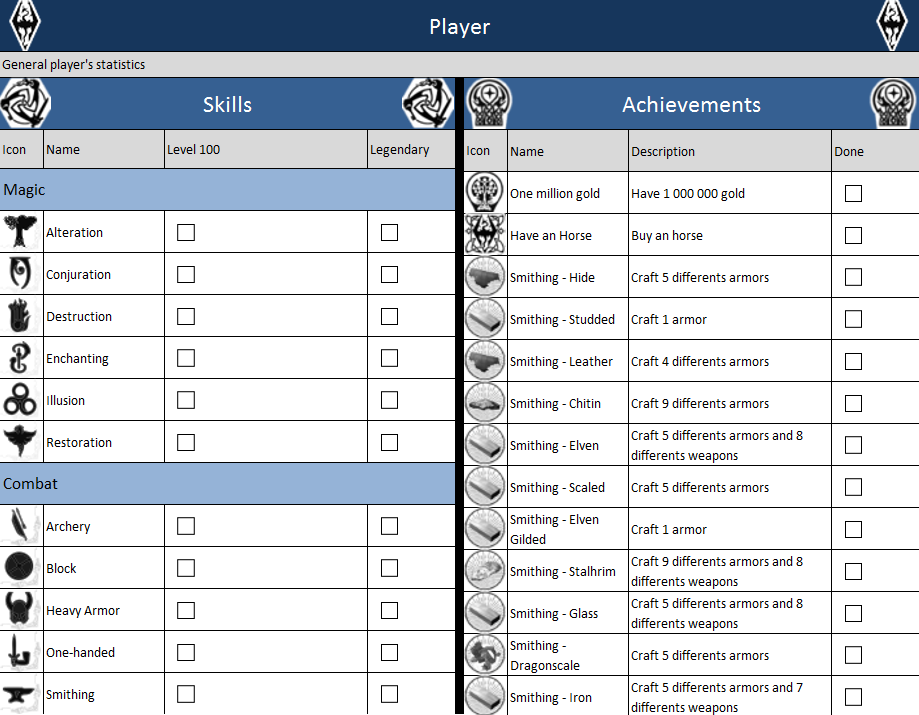 Player
General player's statistics
Skills
Icon Name Level 100 Legendary
Magic
Alteration
Conjuration
Destruction
Enchanting
Illusion
Restoration
Combat
Archery
Block
Heavy Armor
One-handed
Smithing
Achievements
Icon Name Description Done
One million gold Have 1 000 000 gold
Have an Horse Buy an horse
Smithing - Hide Craft 5 differents armors
Smithing - Studded Craft 1 armor
Smithing - Leather Craft 4 differents armors
Smithing - Chitin Craft 9 differents armors
Smithing - Elven Craft 5 differents armors and 8
differents weapons
Smithing - Scaled Craft 5 differents armors
Smithing - Elven
Gilded Craft 1 armor
Smithing - Stalhrim Craft 9 differents armors and 8
differents weapons
Smithing - Glass Craft 5 differents armors and 8
differents weapons
Smithing -
Dragonscale Craft 5 differents armors
Smithing - Iron Craft 5 differents armors and 7
differents weapons